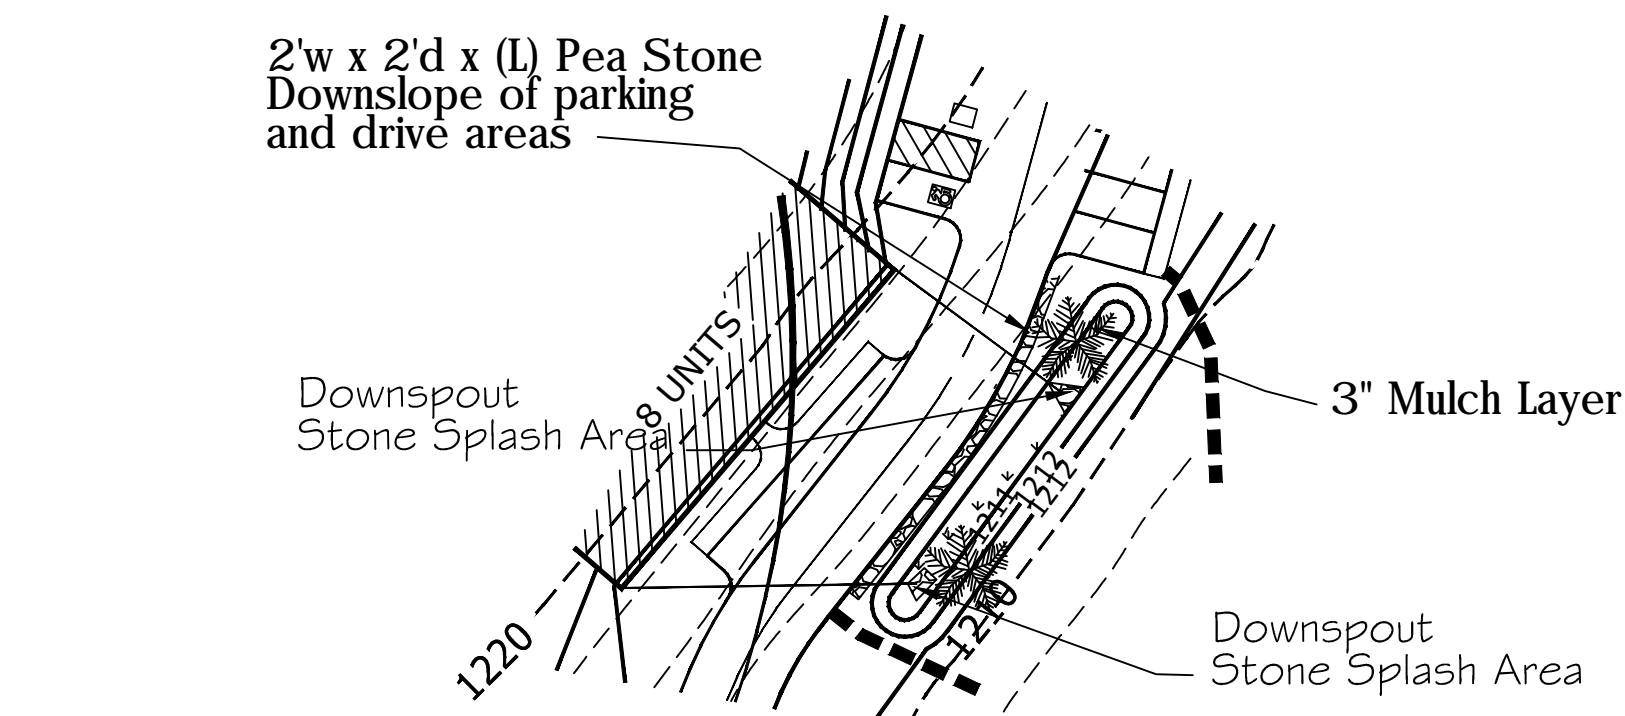 2'w x 2'd x (L) Pea Stone
Downslope of parking
and drive areas
8 UNITS
Downspout
Stone Splash Area
3" Mulch Layer
1212
1211
1212
1210
1220
Downspout
Stone Splash Area